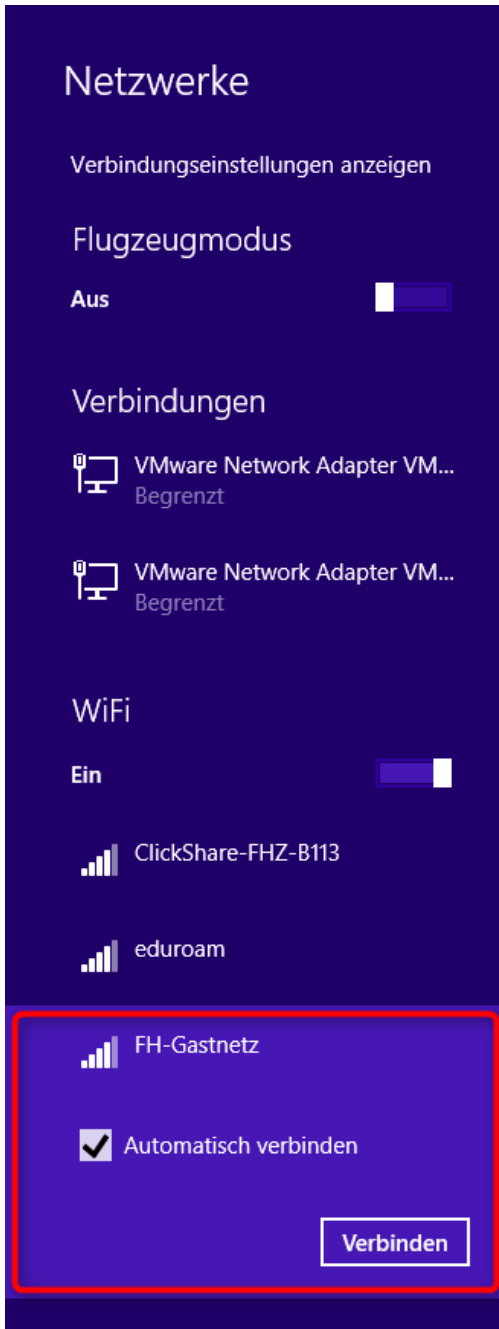 Netzwerke
Verbindungseinstellungen anzeigen
Flugzeugmodus
Aus
Verbindungen
VMware Network Adapter VM...
Begrenzt
VMware Network Adapter VM...
Begrenzt
WiFi
Ein
ClickShare-FHZ-B113
eduroam
FH-Gastnetz
Automatisch verbinden
Verbinden